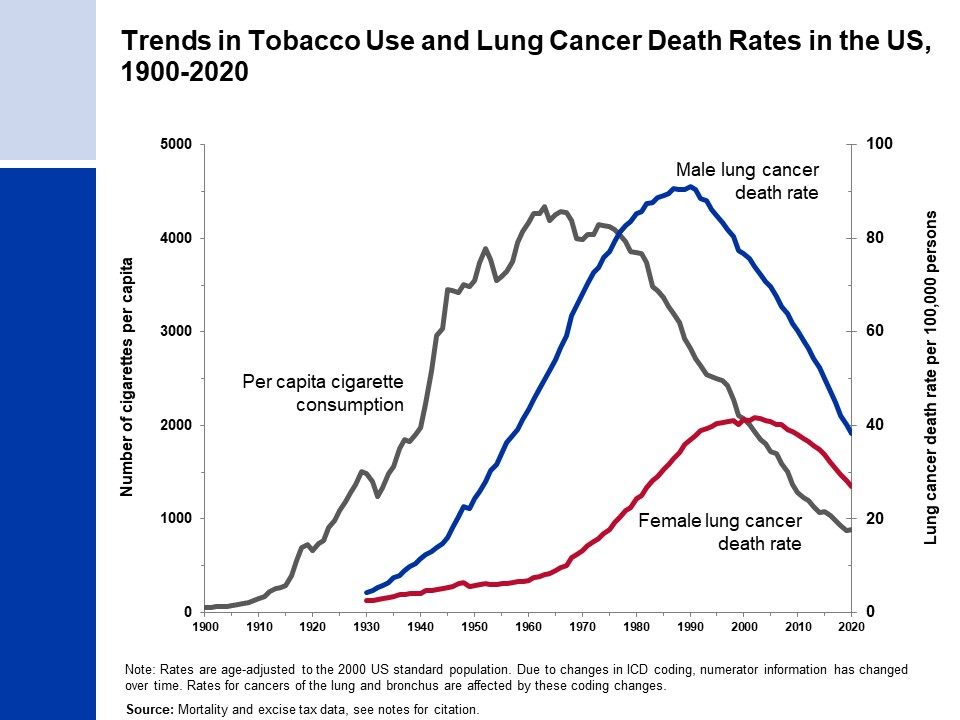 Trends in Tobacco Use and Lung Cancer Death Rates in the US,
1900-2020
5000
4000
3000
2000
1000
0
Number of cigarettes per capita
100
80
60
40
20
0
Lung cancer death rate per 100,000 persons
Male lung cancer
death rate
Per capita cigarette
consumption
Female lung cancer
death rate
1900 1910 1920 1930 1940 1950 1960 1970 1980 1990 2000 2010 2020
Note: Rates are age-adjusted to the 2000 US standard population. Due to changes in ICD coding, numerator information has changed
over time. Rates for cancers of the lung and bronchus are affected by these coding changes.
Source: Mortality and excise tax data, see notes for citation.